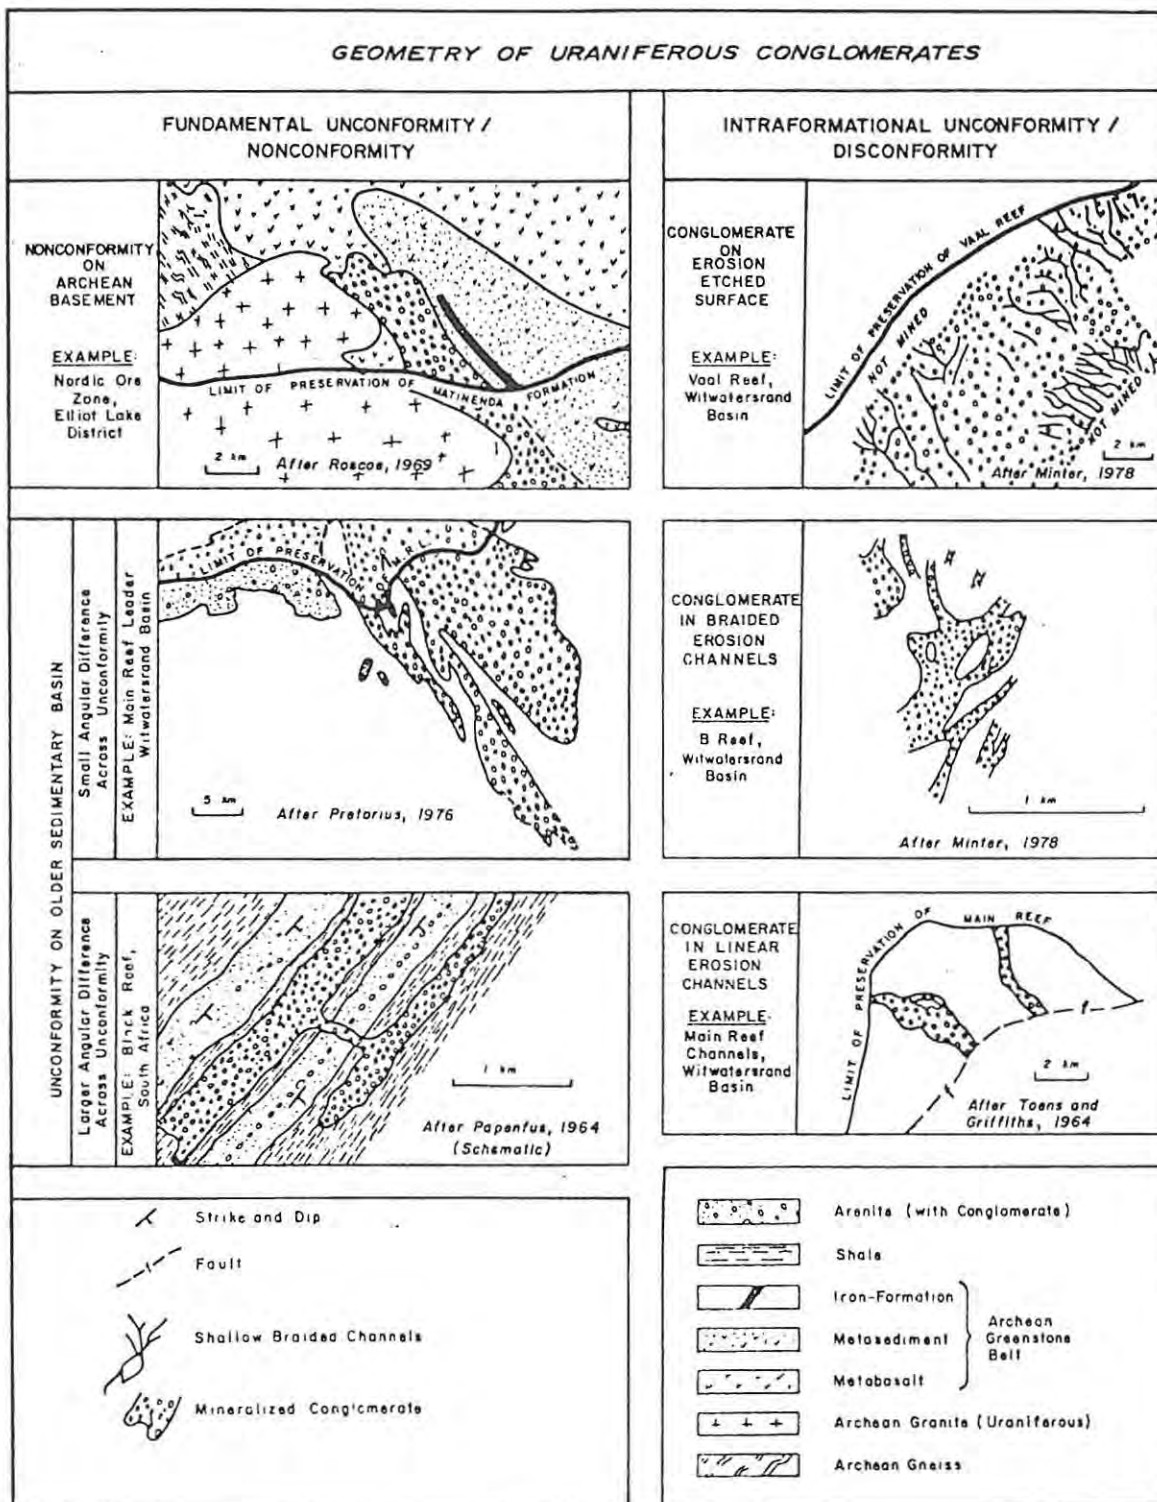 GEOMETRY OF URANIFEROUS CONGLOMERATES
FUNDAMENTAL UNCONFORMITY /
NONCONFORMITY
NONCONFORMITY
ON
ARCHEAN
BASEMENT
EXAMPLE:
Nordic Ore
Zone,
Elliot Lake
District
LIMIT OF PRESERVATION OF MATINENDA FORMATION
2 km
After Roscoe, 1969
UNCONFORMITY ON OLDER SEDIMENTARY BASIN
Small Angular Difference
Across Unconformity
EXAMPLE: Main Reef Leader
Witwatersrand Basin
LIMIT OF PRESERVATION OF M.R.L.
5 km
After Pretorius, 1976
Larger Angular Difference
Across Unconformity
EXAMPLE: Black Reef,
South Africa
1 km
After Papenfus, 1964
(Schematic)
INTRAFORMATIONAL UNCONFORMITY /
DISCONFORMITY
CONGLOMERATE
ON
EROSION
ETCHED
SURFACE
EXAMPLE:
Vaal Reef,
Witwatersrand
Basin
LIMIT OF PRESERVATION OF VAAL REEF
NOT MINED
NOT MINED
2 km
After Minter, 1978
CONGLOMERATE
IN BRAIDED
EROSION
CHANNELS
EXAMPLE:
B Reef,
Witwatersrand
Basin
1 km
After Minter, 1978
CONGLOMERATE
IN LINEAR
EROSION
CHANNELS
EXAMPLE:
Main Reef
Channels,
Witwatersrand
Basin
LIMIT OF PRESERVATION OF MAIN REEF
f
f
2 km
After Toens and
Griffiths, 1964
Strike and Dip
Fault
Shallow Braided Channels
Mineralized Conglomerate
Arenite (with Conglomerate)
Shale
Iron-Formation
Metasediment
Metabasalt
Archean
Greenstone
Belt
Archean Granite (Uraniferous)
Archean Gneiss